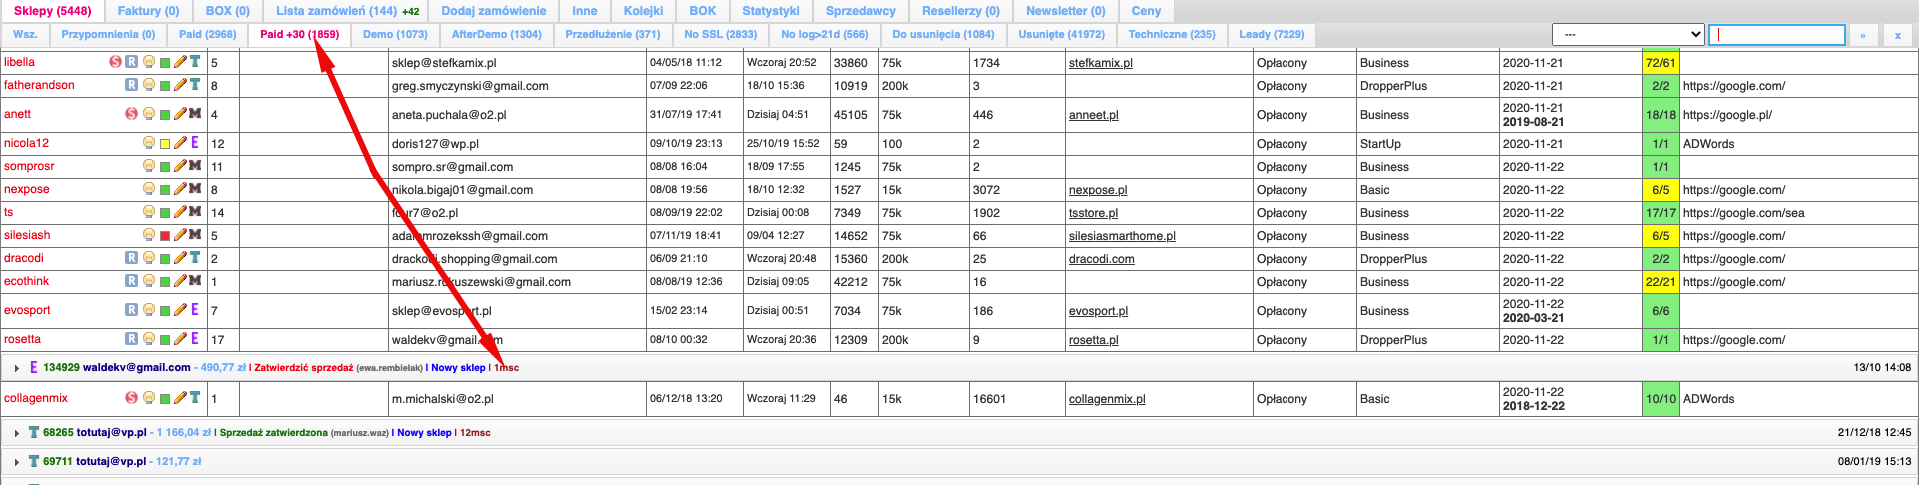 Sklepy (5448) Faktury (0) BOX (0) Lista zamówień (144) +42 Dodaj zamówienie Inne Kolejki BOK Statystyki Sprzedawcy Resellerzy (0) Newsletter (0) Ceny
Wsz. Przypomnienia (0) Paid (2968) Paid +30 (1859) Demo (1073) AfterDemo (1304) Przedłużenie (371) No SSL (2833) No log>21d (566) Do usunięcia (1084) Usunięte (41972) Techniczne (235) Leady (7229) --- » x
libella S R T 5 sklep@stefkamix.pl 04/05/18 11:12 Wczoraj 20:52 33860 75k 1734 stefkamix.pl Opłacony Business 2020-11-21 72/61
fatherandson R T 8 greg.smyczynski@gmail.com 07/09 22:06 18/10 15:36 10919 200k 3 Opłacony DropperPlus 2020-11-21 2/2 https://google.com/
anett S M 4 aneta.puchala@o2.pl 31/07/19 17:41 Dzisiaj 04:51 45105 75k 446 anneet.pl Opłacony Business 2020-11-21 18/18 https://google.pl/
2019-08-21
nicola12 E 12 doris127@wp.pl 09/10/19 23:13 25/10/19 15:52 59 100 2 Opłacony StartUp 2020-11-21 1/1 ADWords
somprosr M 11 sompro.sr@gmail.com 08/08 16:04 18/09 17:55 1245 75k 2 Opłacony Business 2020-11-22 1/1
nexpose M 8 nikola.bigaj01@gmail.com 08/08 19:56 18/10 12:32 1527 15k 3072 nexpose.pl Opłacony Basic 2020-11-22 6/5 https://google.com/
ts M 14 four7@o2.pl 08/09/19 22:02 Dzisiaj 00:08 7349 75k 1902 tsstore.pl Opłacony Business 2020-11-22 17/17 https://google.com/sea
silesiash M 5 07/11/19 18:41 09/04 12:27 14652 75k 66 silesiasmarthome.pl Opłacony Business 2020-11-22 6/5 https://google.com/
dracodi R T 2 06/09 21:10 Wczoraj 20:48 15360 200k 25 dracodi.com Opłacony DropperPlus 2020-11-22 2/2 https://google.com/
ecothink R M 1 08/08/19 12:36 Dzisiaj 09:05 42212 75k 16 Opłacony Business 2020-11-22 22/21 https://google.com/
evosport R E 7 sklep@evosport.pl 15/02 23:14 Dzisiaj 00:51 7034 75k 186 evosport.pl Opłacony Business 2020-11-22 6/6
2020-03-21
rosetta R E 17 waldekv@gmail.com 08/10 00:32 Wczoraj 20:36 12309 200k 9 rosetta.pl Opłacony DropperPlus 2020-11-22 1/1 https://google.com/
E 134929 waldekv@gmail.com - 490,77 zł | Zatwierdzić sprzedaż (ewa.rembielak) | Nowy sklep | 1msc 13/10 14:08
collagenmix S T 1 m.michalski@o2.pl 06/12/18 13:20 Wczoraj 11:29 46 15k 16601 collagenmix.pl Opłacony Basic 2020-11-22 10/10 ADWords
2018-12-22
T 68265 totutaj@vp.pl - 1 166,04 zł | Sprzedaż zatwierdzona (mariusz.waz) | Nowy sklep | 12msc 21/12/18 12:45
T 69711 totutaj@vp.pl - 121,77 zł 08/01/19 15:13